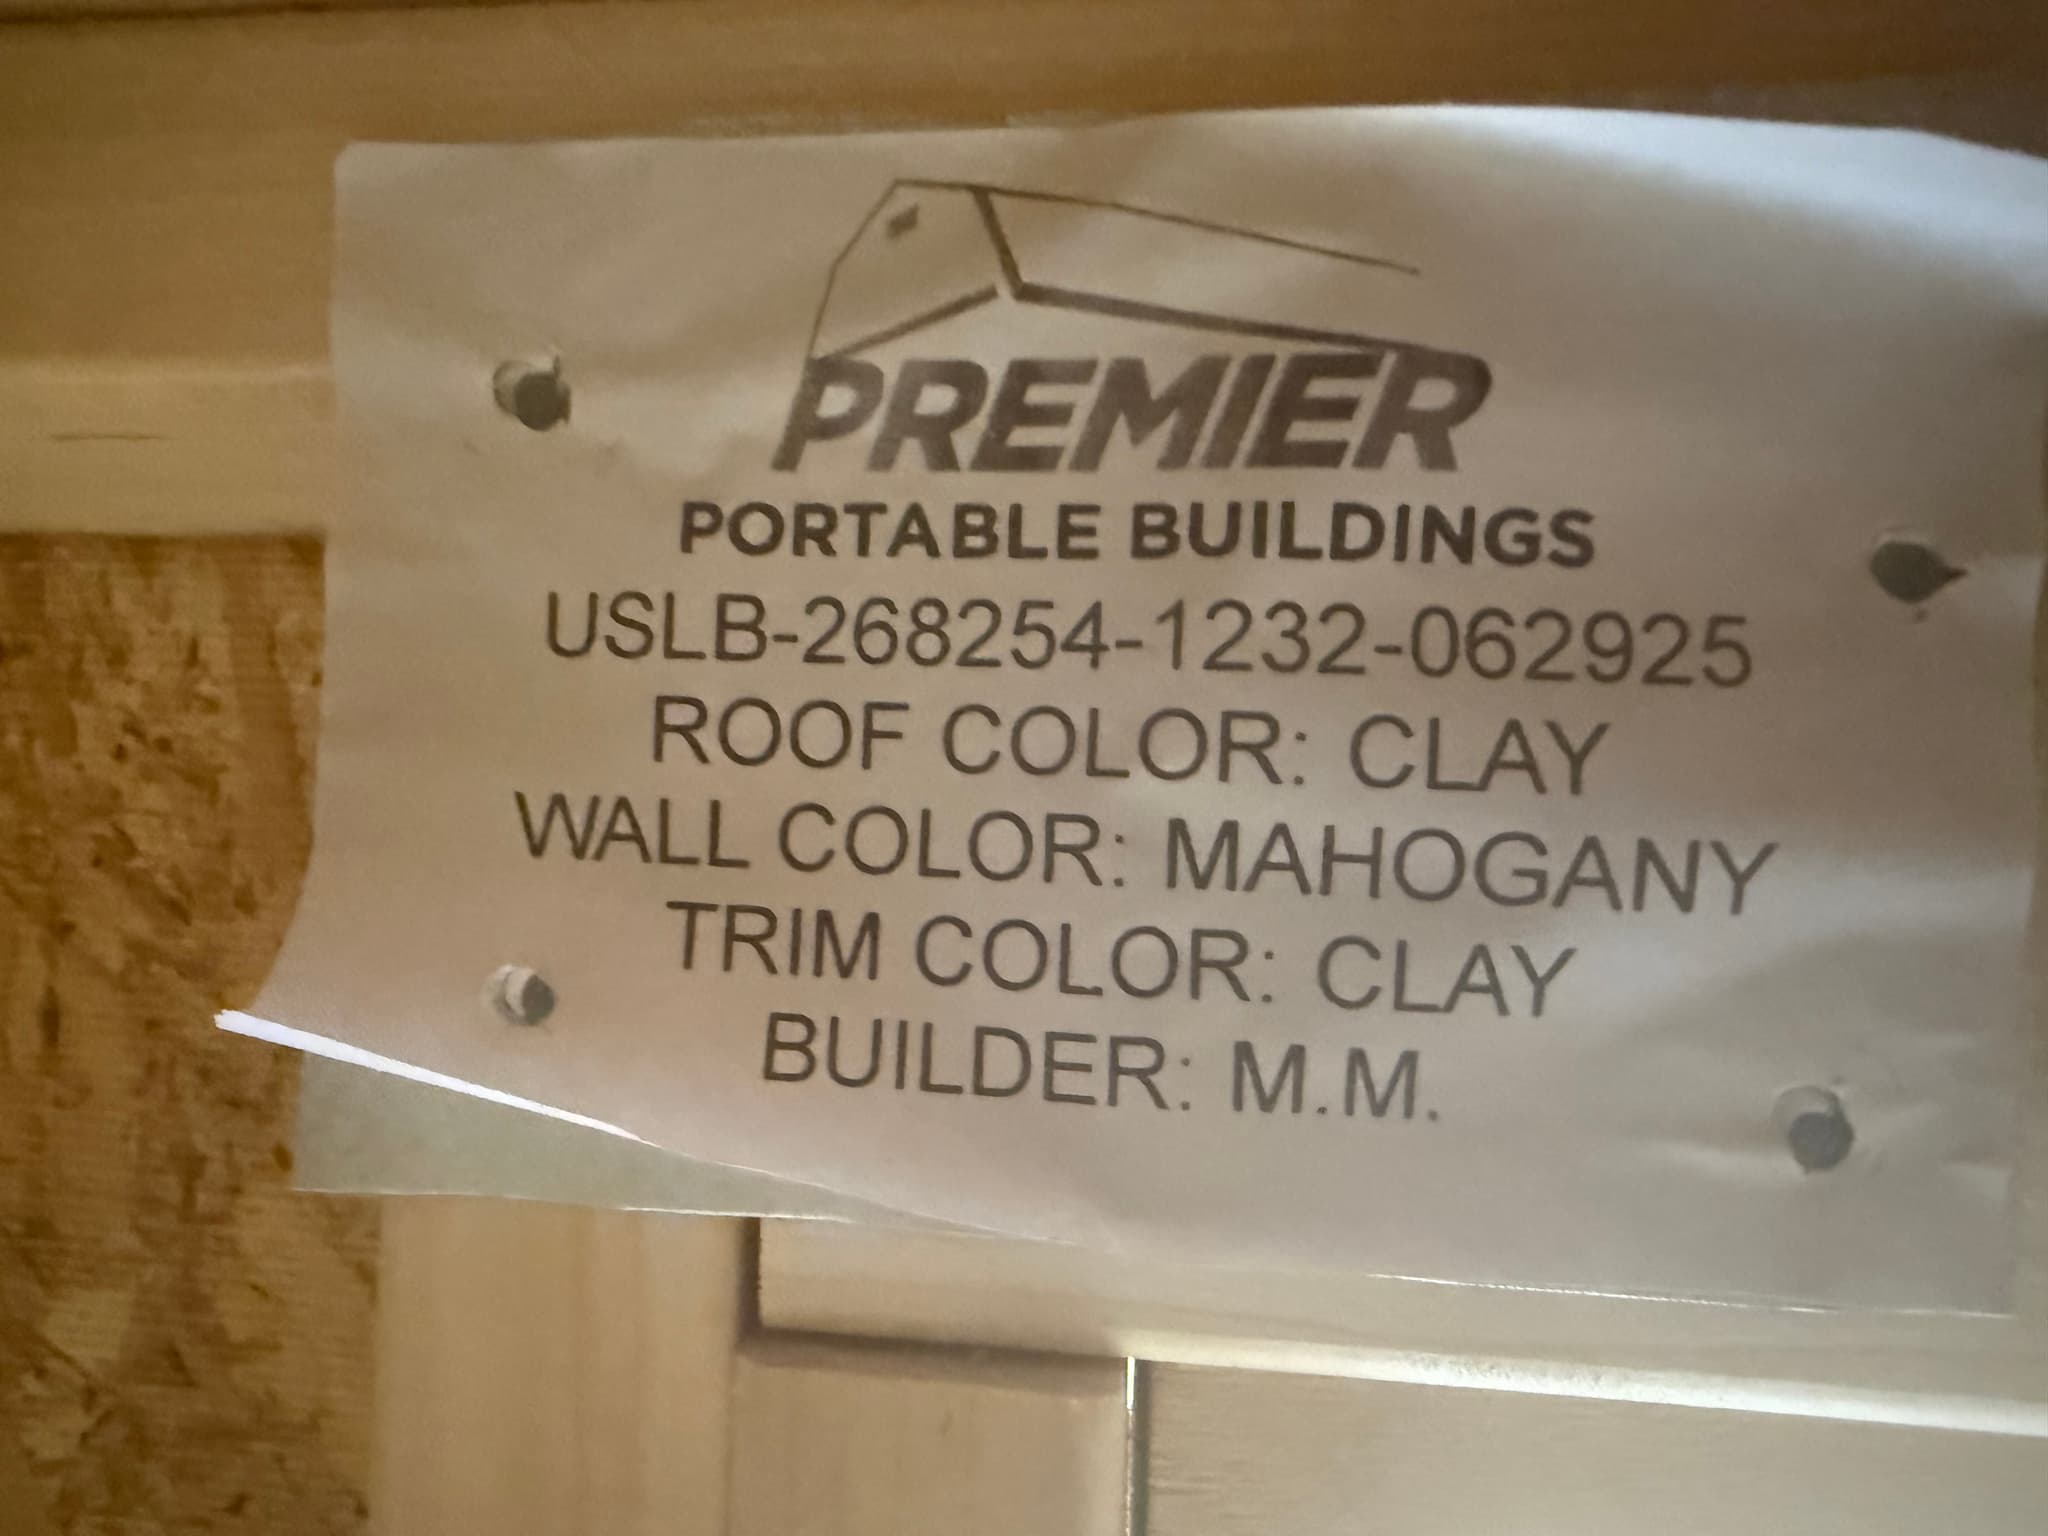 PREMIER
PORTABLE BUILDINGS
USLB-268254-1232-062925
ROOF COLOR: CLAY
WALL COLOR: MAHOGANY
TRIM COLOR: CLAY
BUILDER: M.M.